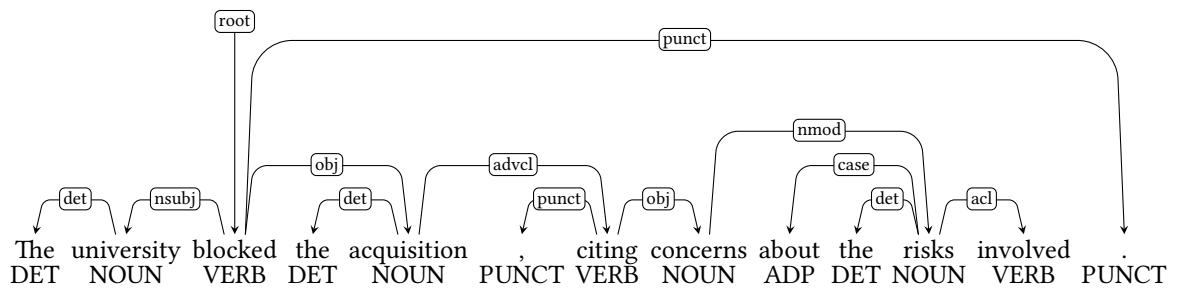 root
punct
nmod
obj advcl case
det nsubj det punct obj det acl
The university blocked the acquisition , citing concerns about the risks involved .
DET NOUN VERB DET NOUN PUNCT VERB NOUN ADP DET NOUN VERB PUNCT